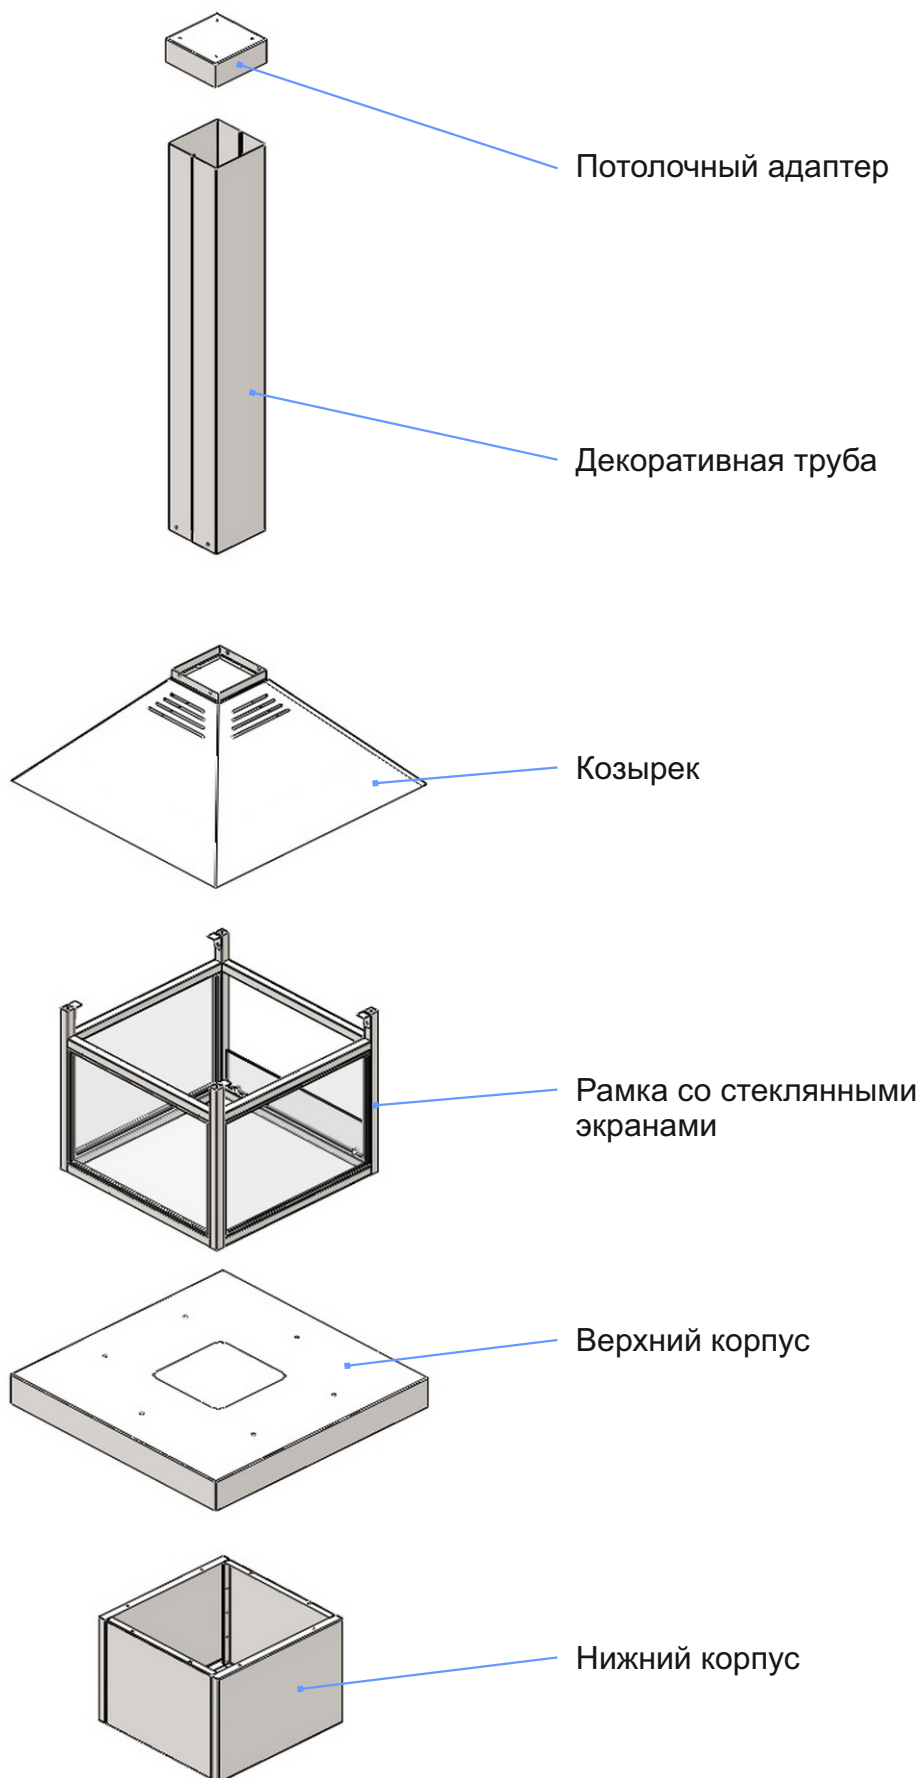 Потолочный адаптер
Декоративная труба
Козырек
Рамка со стеклянными
экранами
Верхний корпус
Нижний корпус